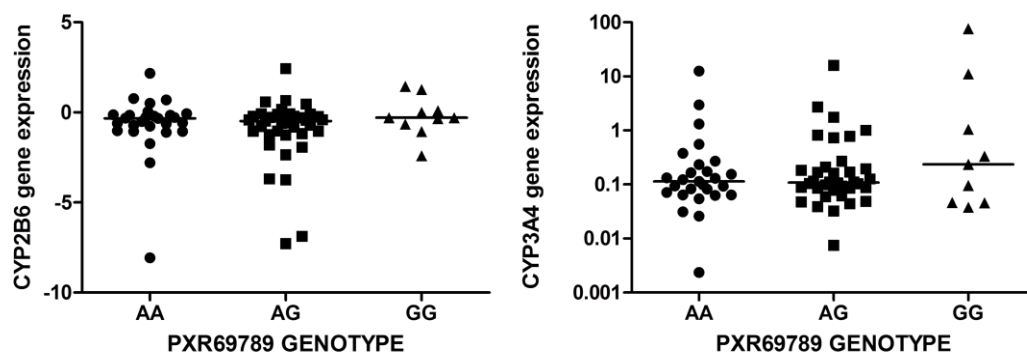 CYP2B6 gene expression
5
0
-5
-10
AA AG GG
PXR69789 GENOTYPE
CYP3A4 gene expression
100
10
1
0.1
0.01
0.001
AA AG GG
PXR69789 GENOTYPE